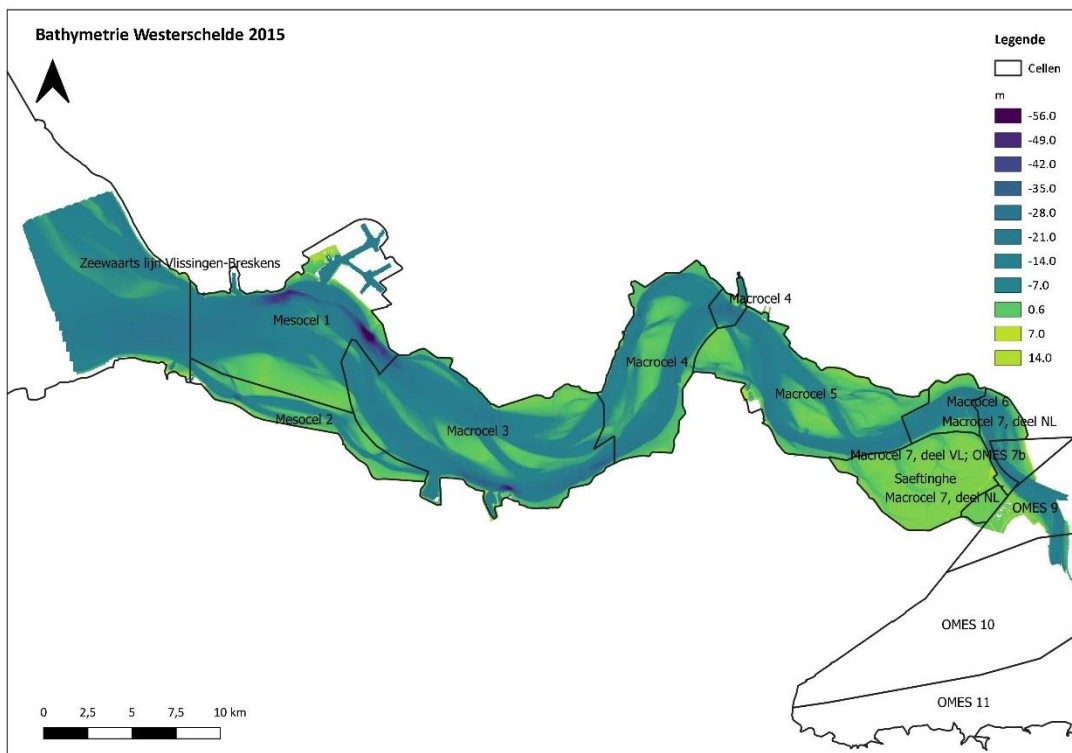 Bathymetrie Westerschelde 2015
Legende
Cellen
m
-56.0
-49.0
-42.0
-35.0
-28.0
-21.0
-14.0
-7.0
0.6
7.0
14.0
Zeewaarts lijn Vlissingen-Breskens
Mesocel 1
Mesocel 2
Macrocel 3
Macrocel 4
Macrocel 4
Macrocel 5
Macrocel 6
Macrocel 7, deel NL
Macrocel 7, deel VL; OMES 7b
Saeftinghe
Macrocel 7, deel NL
OMES 9
OMES 10
OMES 11
0 2,5 5 7,5 10 km